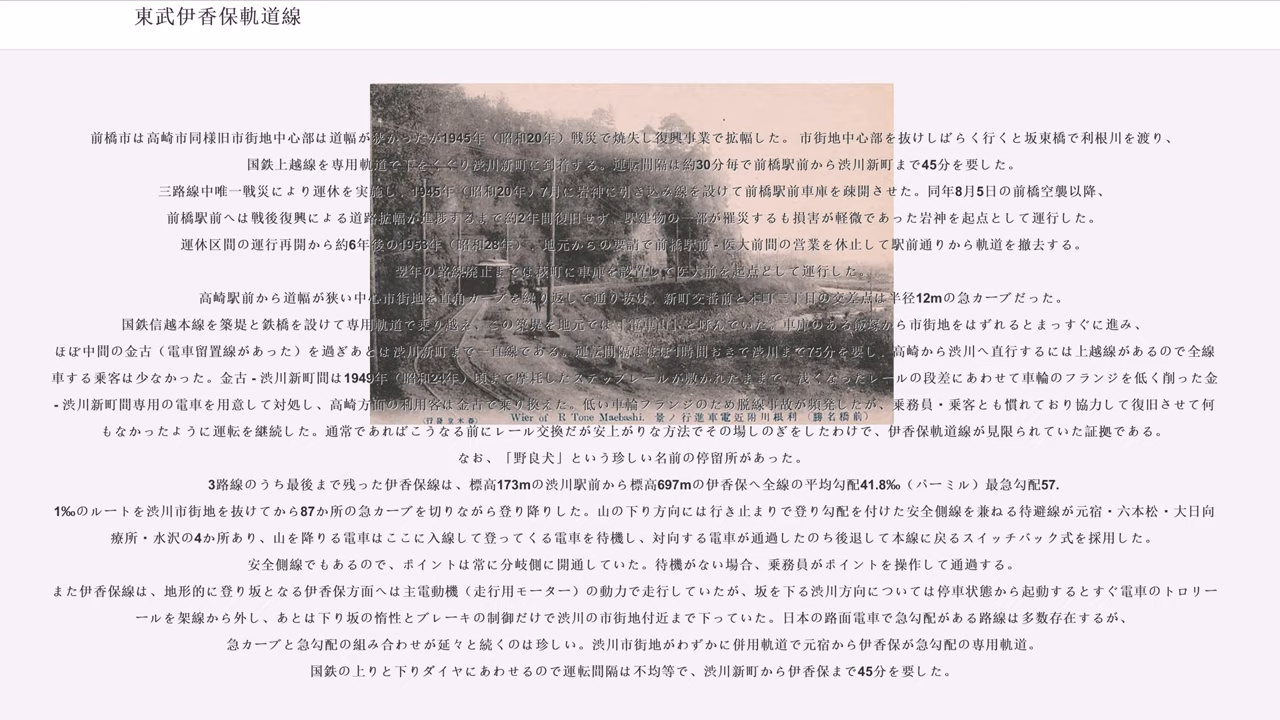 東武伊香保軌道線
前橋市は高崎市同様旧市街地中心部は道幅が狭かったが1945年（昭和20年）戦災で焼失し復興事業で拡幅した。 市街地中心部を抜けしばらく行くと坂東橋で利根川を渡り、
国鉄上越線を専用軌道で下をくぐり渋川新町に到着する。運転間隔は約30分毎で前橋駅前から渋川新町まで45分を要した。
三路線中唯一戦災により運休を実施し、1945年（昭和20年）7月に岩神に引き込み線を設けて前橋駅前車庫を疎開させた。同年8月5日の前橋空襲以降、
前橋駅前へは戦後復興による道路拡幅が進捗するまで約2年間復旧せず、駅建物の一部が罹災するも損害が軽微であった岩神を起点として運行した。
運休区間の運行再開から約6年後の1953年（昭和28年）、地元からの要請で前橋駅前 - 医大前間の営業を休止して駅前通りから軌道を撤去する。
翌年の路線廃止までは萩町に車庫を設置して医大前を起点として運行した。
高崎駅前から道幅が狭い中心市街地を直角カーブを繰り返して通り抜け、新町交番前と本町三丁目の交差点は半径12mの急カーブだった。
国鉄信越本線を築堤と鉄橋を設けて専用軌道で乗り越え、この築堤を地元では「電車山」と呼んでいた。車庫のある飯塚から市街地をはずれるとまっすぐに進み、
ほぼ中間の金古（電車留置線があった）を過ぎあとは渋川新町まで一直線である。運転間隔はほぼ1時間おきで渋川まで75分を要し、高崎から渋川へ直行するには上越線があるので全線
車する乗客は少なかった。金古 - 渋川新町間は1949年（昭和24年）頃まで摩耗したステップレールが敷かれたままで、浅くなったレールの段差にあわせて車輪のフランジを低く削った金
- 渋川新町間専用の電車を用意して対処し、高崎方面の利用客は金古で乗り換えた。低い車輪フランジのため脱線事故が頻発したが、乗務員・乗客とも慣れており協力して復旧させて何
Wier of R Tone Maebashi. 景ノ行進車電近附川根利（勝名橋前）
もなかったように運転を継続した。通常であればこうなる前にレール交換だが安上がりな方法でその場しのぎをしたわけで、伊香保軌道線が見限られていた証拠である。
なお、「野良犬」という珍しい名前の停留所があった。
3路線のうち最後まで残った伊香保線は、標高173mの渋川駅前から標高697mの伊香保へ全線の平均勾配41.8‰（パーミル）最急勾配57.
1‰のルートを渋川市街地を抜けてから87か所の急カーブを切りながら登り降りした。山の下り方向には行き止まりで登り勾配を付けた安全側線を兼ねる待避線が元宿・六本松・大日向
療所・水沢の4か所あり、山を降りる電車はここに入線して登ってくる電車を待機し、対向する電車が通過したのち後退して本線に戻るスイッチバック式を採用した。
安全側線でもあるので、ポイントは常に分岐側に開通していた。待機がない場合、乗務員がポイントを操作して通過する。
また伊香保線は、地形的に登り坂となる伊香保方面へは主電動機（走行用モーター）の動力で走行していたが、坂を下る渋川方向については停車状態から起動するとすぐ電車のトロリー
ールを架線から外し、あとは下り坂の惰性とブレーキの制御だけで渋川の市街地付近まで下っていた。日本の路面電車で急勾配がある路線は多数存在するが、
急カーブと急勾配の組み合わせが延々と続くのは珍しい。渋川市街地がわずかに併用軌道で元宿から伊香保が急勾配の専用軌道。
国鉄の上りと下りダイヤにあわせるので運転間隔は不均等で、渋川新町から伊香保まで45分を要した。